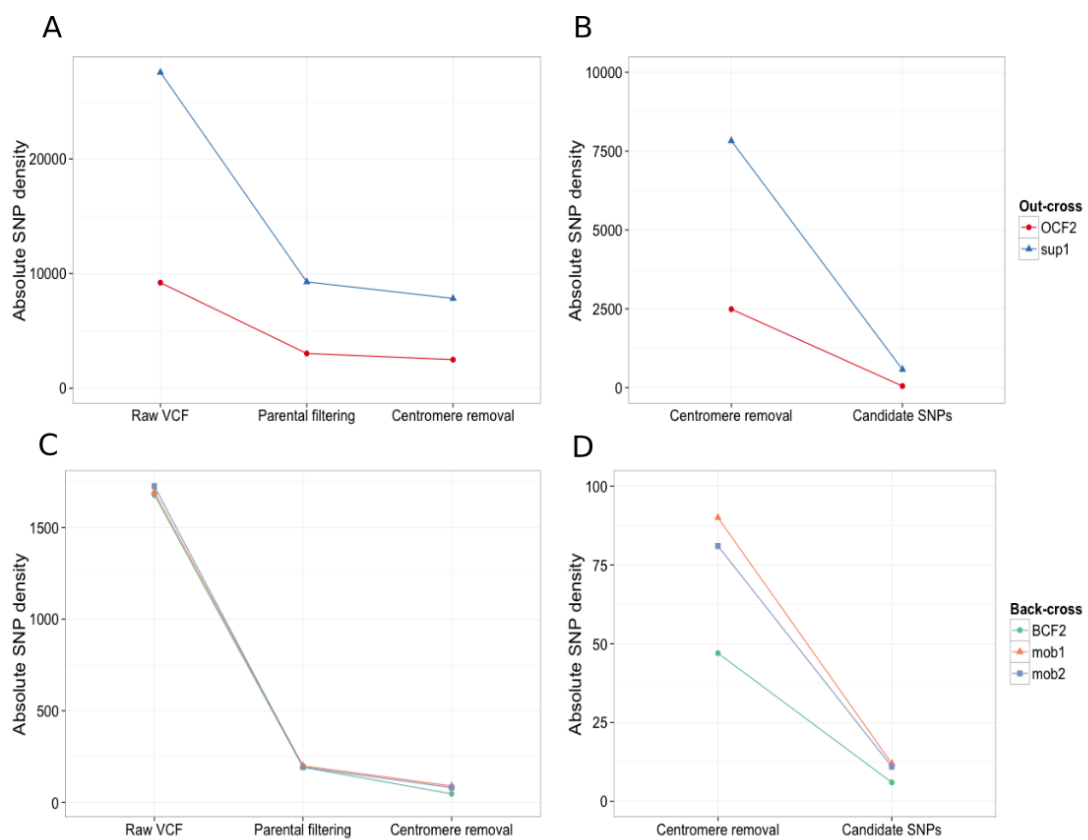 A
Absolute SNP density
20000
10000
0
Raw VCF
Parental filtering
Centromere removal
B
Absolute SNP density
10000
7500
5000
2500
0
Centromere removal
Candidate SNPs
Out-cross
OCF2
sup1
C
Absolute SNP density
1500
1000
500
0
Raw VCF
Parental filtering
Centromere removal
D
Absolute SNP density
100
75
50
25
0
Centromere removal
Candidate SNPs
Back-cross
BCF2
mob1
mob2